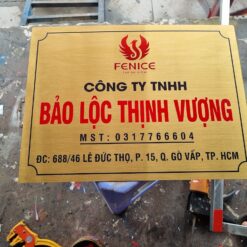 FENICE
CÔNG TY TNHH
BẢO LỘC THỊNH VƯỢNG
MST: 0317766604
ĐC: 688/46 LÊ ĐỨC THỌ, P. 15, Q. GÒ VẤP, TP. HCM